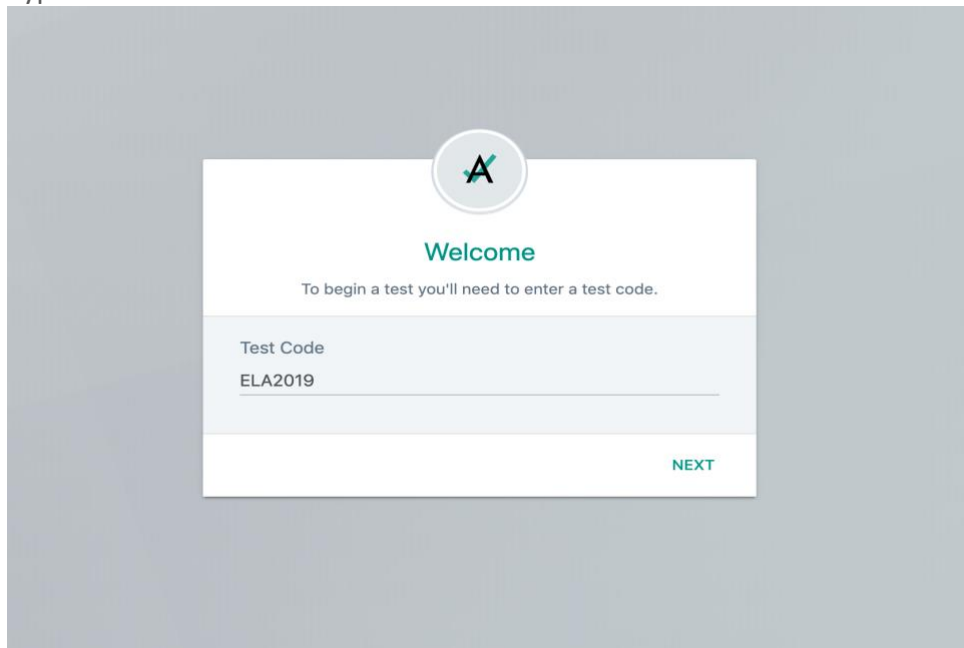 A
Welcome
To begin a test you'll need to enter a test code.
Test Code
ELA2019
NEXT